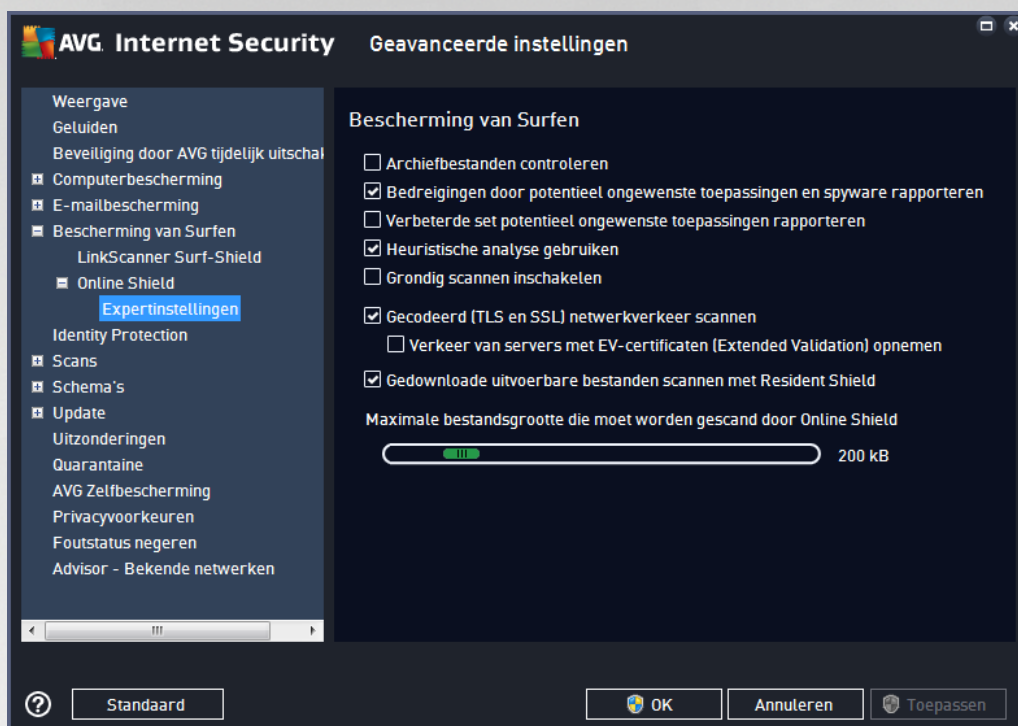 AVG. Internet Security
Geavanceerde instellingen
Weergave
Geluiden
Beveiliging door AVG tijdelijk uitschak
Computerbescherming
E-mailbescherming
Bescherming van Surfen
LinkScanner Surf-Shield
Online Shield
Expertinstellingen
Identity Protection
Scans
Schema's
Update
Uitzonderingen
Quarantaine
AVG Zelfbescherming
Privacyvoorkeuren
Foutstatus negeren
Advisor - Bekende netwerken
Bescherming van Surfen
Archiefbestanden controleren
Bedreigingen door potentieel ongewenste toepassingen en spyware rapporteren
Verbeterde set potentieel ongewenste toepassingen rapporteren
Heuristische analyse gebruiken
Grondig scannen inschakelen
Gecodeerd (TLS en SSL) netwerkverkeer scannen
Verkeer van servers met EV-certificaten (Extended Validation) opnemen
Gedownloade uitvoerbare bestanden scannen met Resident Shield
Maximale bestandsgrootte die moet worden gescand door Online Shield
200 kB
Standaard
OK
Annuleren
Toepassen